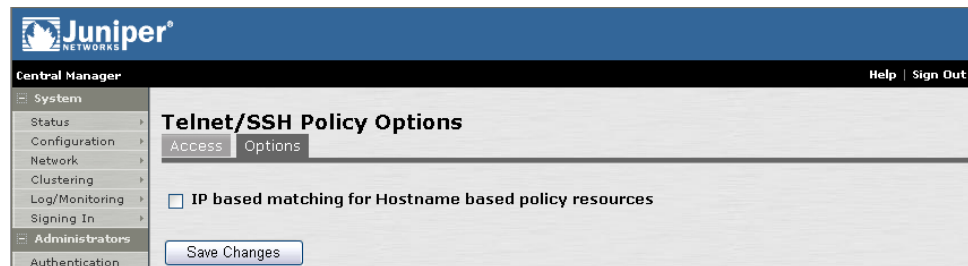 Juniper®
NETWORKS
Central Manager
Help | Sign Out
System
Status
Configuration
Network
Clustering
Log/Monitoring
Signing In
Administrators
Authentication
Telnet/SSH Policy Options
Access Options
IP based matching for Hostname based policy resources
Save Changes